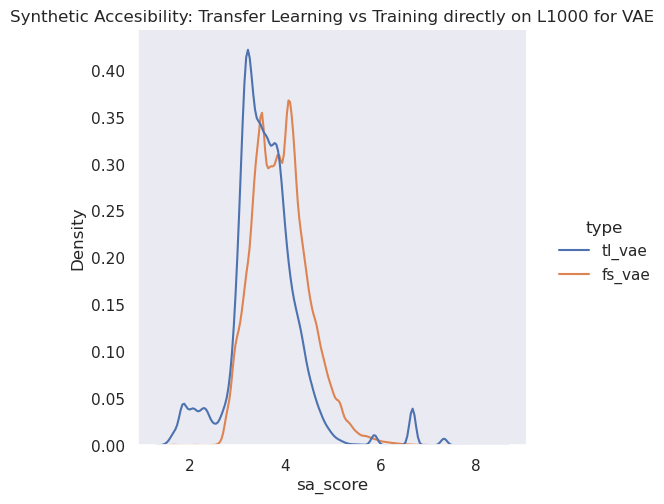 Synthetic Accesibility: Transfer Learning vs Training directly on L1000 for VAE
0.40
0.35
0.30
0.25
0.20
0.15
0.10
0.05
0.00
Density
2 4 6 8
sa_score
type
tl_vae
fs_vae